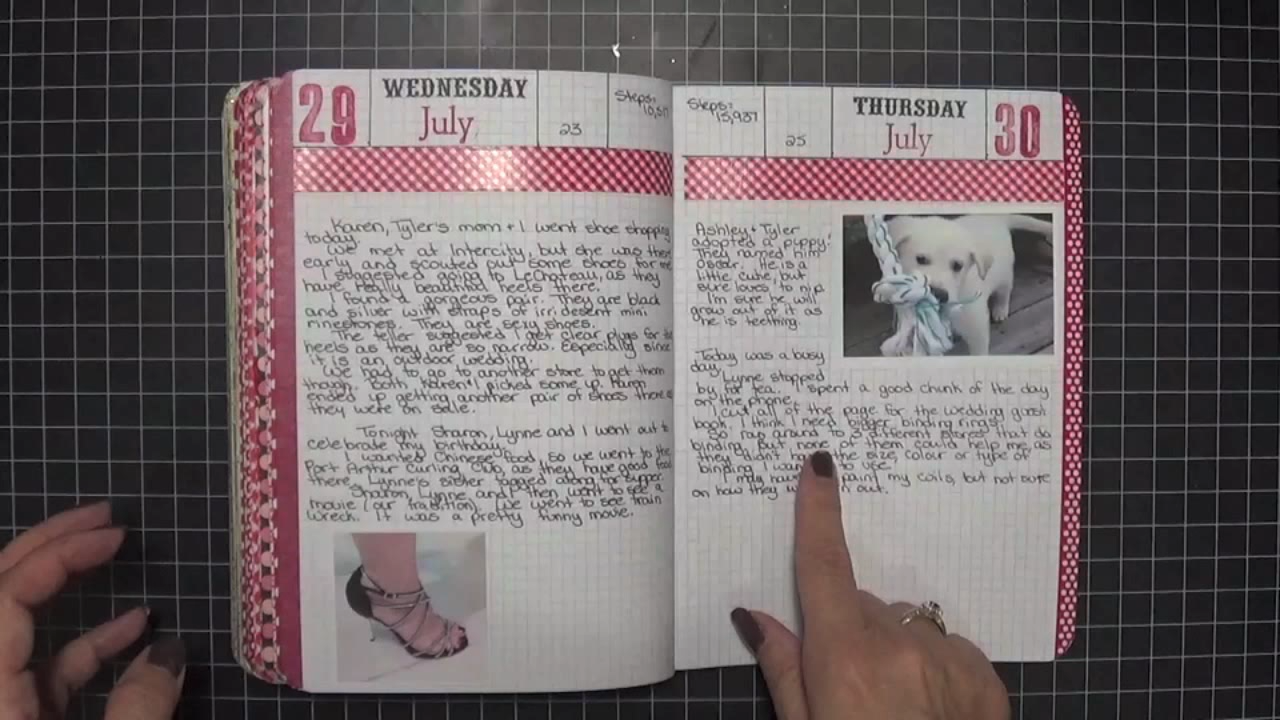 29
WEDNESDAY
July
23
Steps:
10,5
Karen, Tyler's mom + I went shoe shopping
today.
We met at Intercity, but she was there
early and scouted out some shoes for me.
I suggested going to LeChateau, as they
have really beautiful heels there.
I found a gorgeous pair. They are black
and silver with straps of irridesent mini
rinestones. They are sexy shoes.
The teller suggested I get clear plugs for the
heels as they are so narrow. Especially since
it is an outdoor wedding.
We had to go to another store to get them
though. Both Karen + I picked some up. Karen
ended up getting another pair of shoes there as
they were on sale.
Tonight Sharon, Lynne and I went out to
celebrate my birthday.
I wanted Chinese food, so we went to the
Port Arthur Curling Club, as they have good food
there. Lynne's sister tagged along for supper.
Sharon, Lynne and I then went to see
movie (our tradition). We went to see Train
Wreck. It was a pretty funny movie.
Steps:
15,937
25
THURSDAY
July
30
Ashley + Tyler
adopted a puppy.
They named him
Oscar. He is a
little cutie, but
sure loves to nip.
I'm sure he will
grow out of it as
he is teething.
Today was a busy
day.
Lynne stopped
by for tea. I spent a good chunk of the day
on the phone.
I cut all of the page for the wedding guest
book. I think I need bigger binding rings.
So ran around to 3 different stores that do
binding. But none of them could help me, as
they didn't the size, colour or type of
binding I to use.
I may paint my coils, but not sure
on how they out.